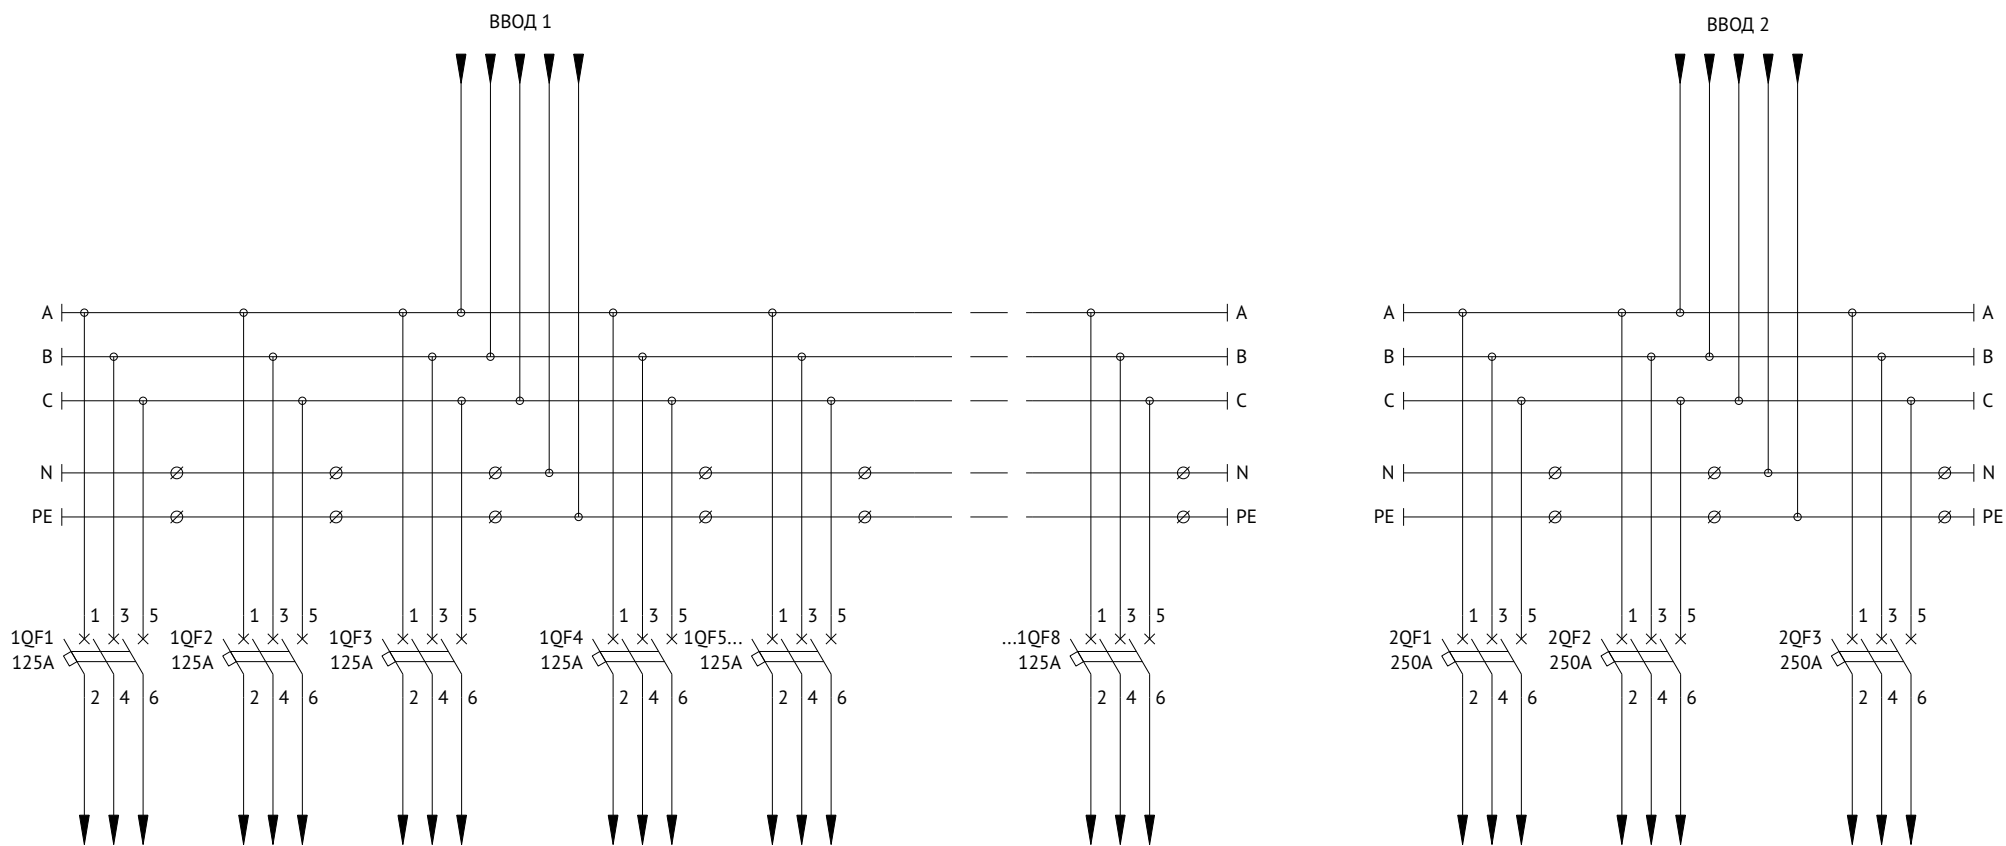 ВВОД 1
ВВОД 2
A A A A
B B B B
C C C C
N N N N
PE PE PE PE
1 3 5 1 3 5 1 3 5 1 3 5 1 3 5 1 3 5 1 3 5 1 3 5 1 3 5
1QF1 1QF2 1QF3 1QF4 1QF5... ...1QF8 2QF1 2QF2 2QF3
125A 125A 125A 125A 125A 125A 250A 250A 250A
2 4 6 2 4 6 2 4 6 2 4 6 2 4 6 2 4 6 2 4 6 2 4 6 2 4 6